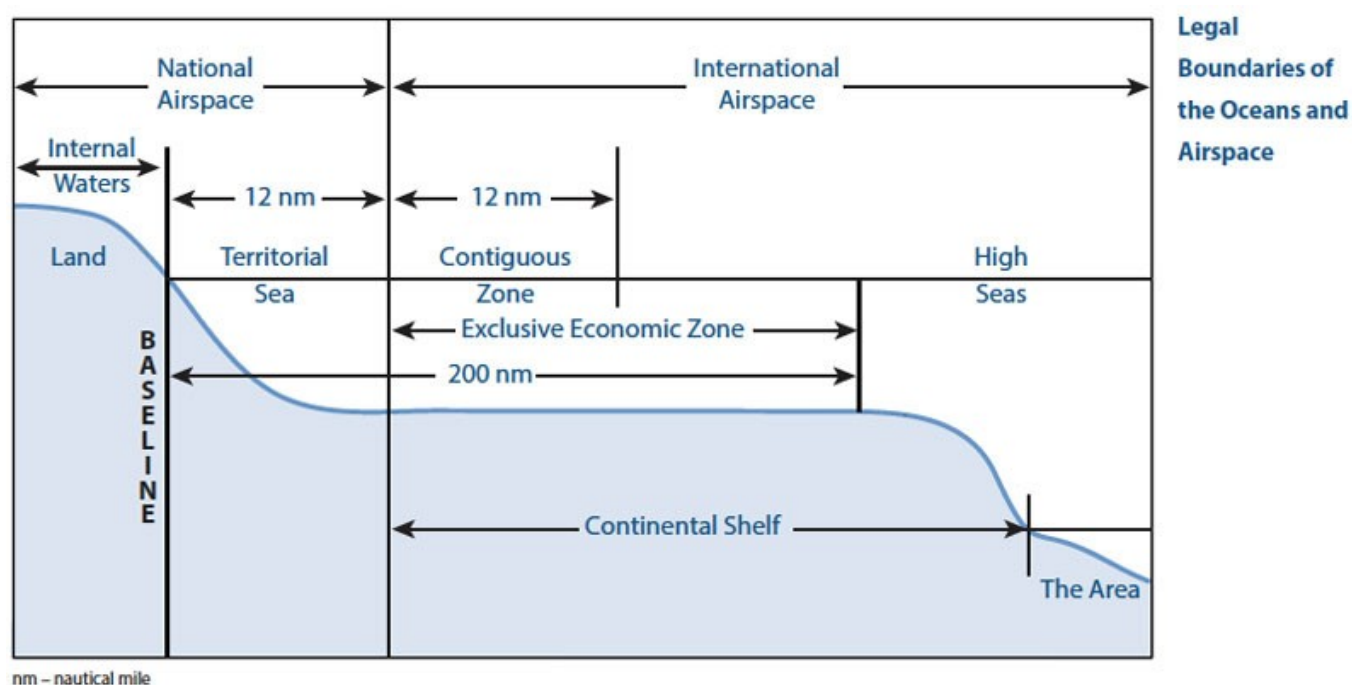 Legal
Boundaries of
the Oceans and
Airspace
National
Airspace
International
Airspace
Internal
Waters
12 nm
12 nm
Land
Territorial
Sea
Contiguous
Zone
High
Seas
Exclusive Economic Zone
200 nm
BASELINE
Continental Shelf
The Area
nm – nautical mile